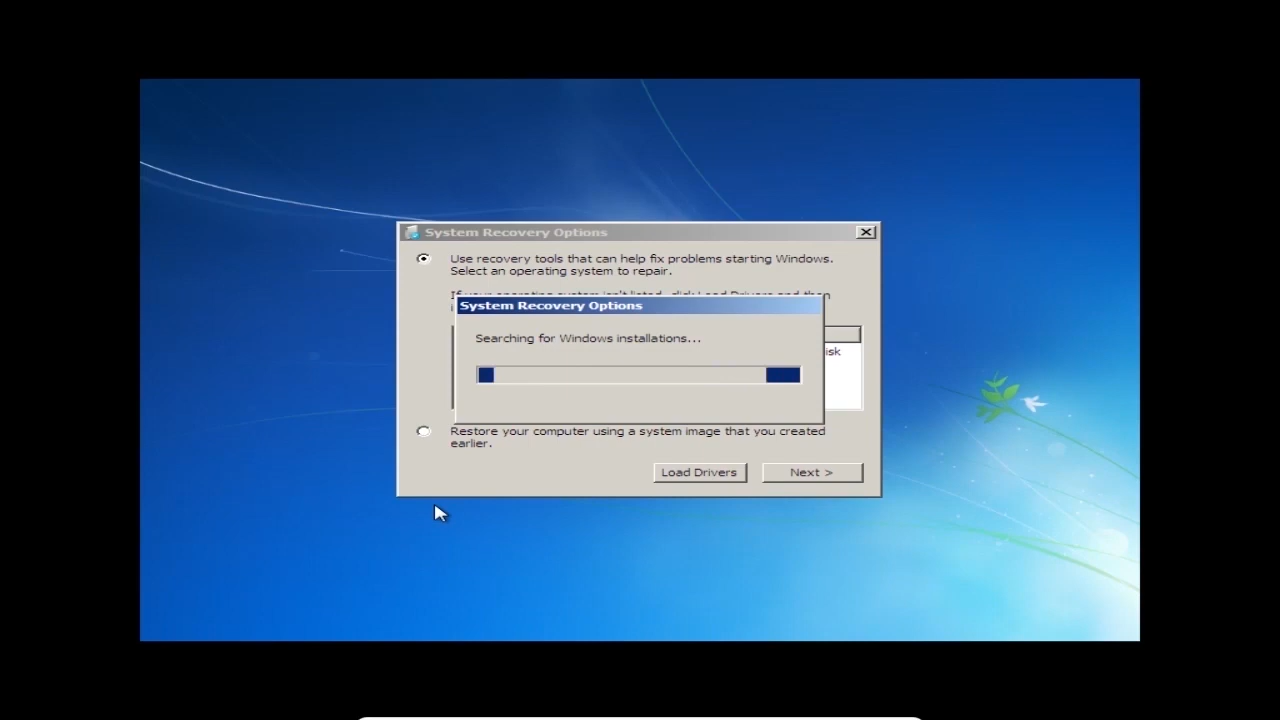 System Recovery Options
Use recovery tools that can help fix problems starting Windows.
Select an operating system to repair.
System Recovery Options
Searching for Windows installations...
isk
Restore your computer using a system image that you created
earlier.
Load Drivers
Next >